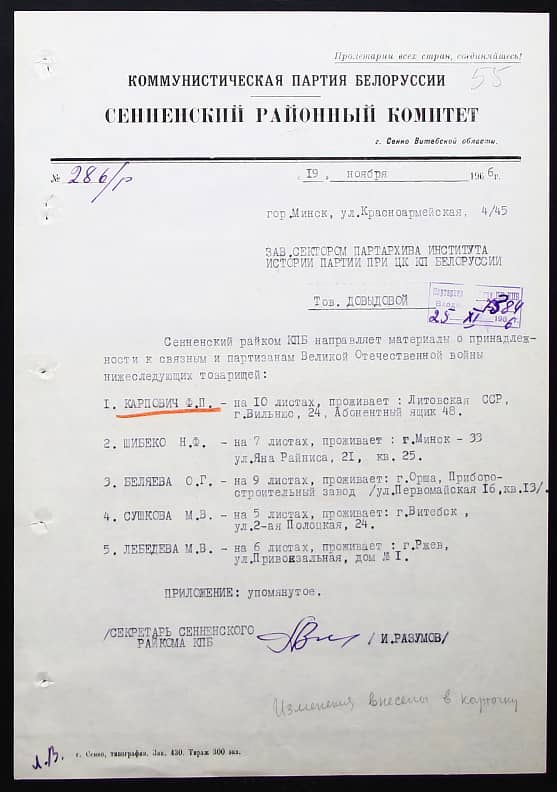 Пролетарии всех стран, соединяйтесь!
55
КОММУНИСТИЧЕСКАЯ ПАРТИЯ БЕЛОРУССИИ
СЕННЕНСКИЙ РАЙОННЫЙ КОМИТЕТ
г. Сенно Витебской области.
№ 286/р
"19" ноября 1966г.
гор.Минск, ул.Красноармейская, 4/45
ЗАВ.СЕКТОРОМ ПАРТАРХИВА ИНСТИТУТА
ИСТОРИИ ПАРТИИ ПРИ ЦК КП БЕЛОРУССИИ
Тов. ДОВЫДОВОЙ
Партархив
1584
25 XI 1966
Сенненский райком КПБ направляет материалы о принадлеж-
ности к связным и партизанам Великой Отечественной войны
нижеследующих товарищей:
1. КАРПОВИЧ Ф.П. - на 10 листах, проживает : Литовская ССР,
г.Вильнюс, 24, Абонентный ящик 48.
2. ШИБЕКО Н.Ф. - на 7 листах, проживает: г.Минск - 33
ул.Яна Райниса, 21, кв. 25.
3. БЕЛЯЕВА О.Г. - на 9 листах, проживает: г.Орша, Приборо-
строительный завод /ул.Первомайская 16,кв.13/.
4. СУШКОВА М.В. - на 5 листах, проживает: г.Витебск,
ул.2-ая Полоцкая, 24.
5. ЛЕБЕДЕВА М.В. - на 6 листах, проживает : г.Ржев,
ул.Привокзальная, дом № 1.
ПРИЛОЖЕНИЕ: упомянутое.
/СЕКРЕТАРЬ СЕННЕНСКОГО
РАЙКОМА КПБ / И.РАЗУМОВ/
Изменения внесены в карточку
л.В.
г. Сенно, типография. Зак. 430. Тираж 300 экз.